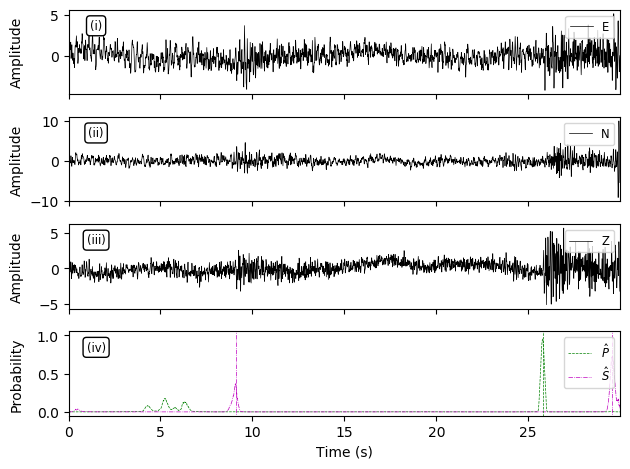 (i)
E
Amplitude
5
0
(ii)
N
Amplitude
10
0
−10
(iii)
Z
Amplitude
5
0
−5
(iv)
P̂
Ŝ
Probability
1.0
0.5
0.0
0 5 10 15 20 25
Time (s)